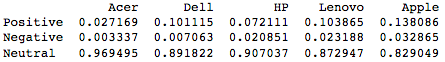 Acer Dell HP Lenovo Apple
Positive 0.027169 0.101115 0.072111 0.103865 0.138086
Negative 0.003337 0.007063 0.020851 0.023188 0.032865
Neutral 0.969495 0.891822 0.907037 0.872947 0.829049